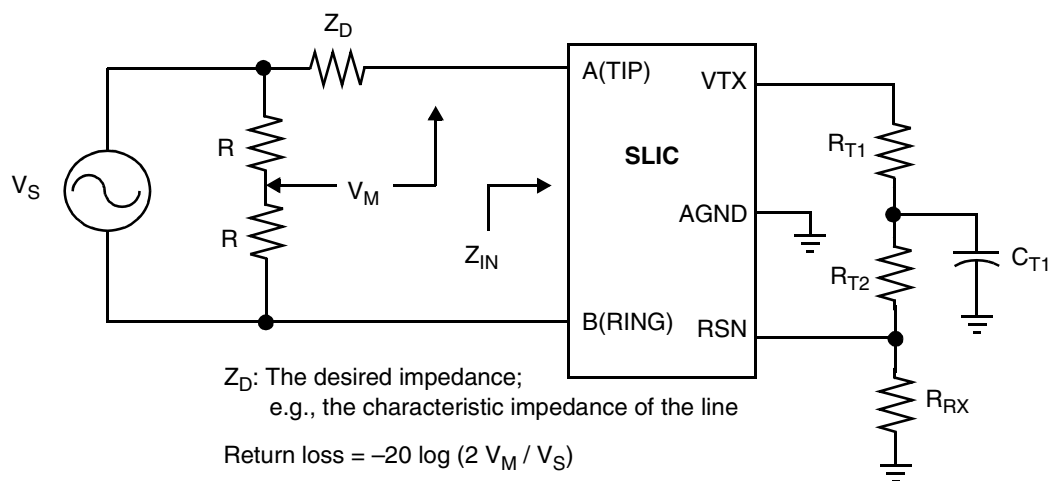 Z_D
A(TIP)
VTX
R
SLIC
R_T1
V_S
V_M
AGND
R
Z_IN
R_T2
C_T1
B(RING)
RSN
Z_D: The desired impedance;
e.g., the characteristic impedance of the line
R_RX
Return loss = –20 log (2 V_M / V_S)